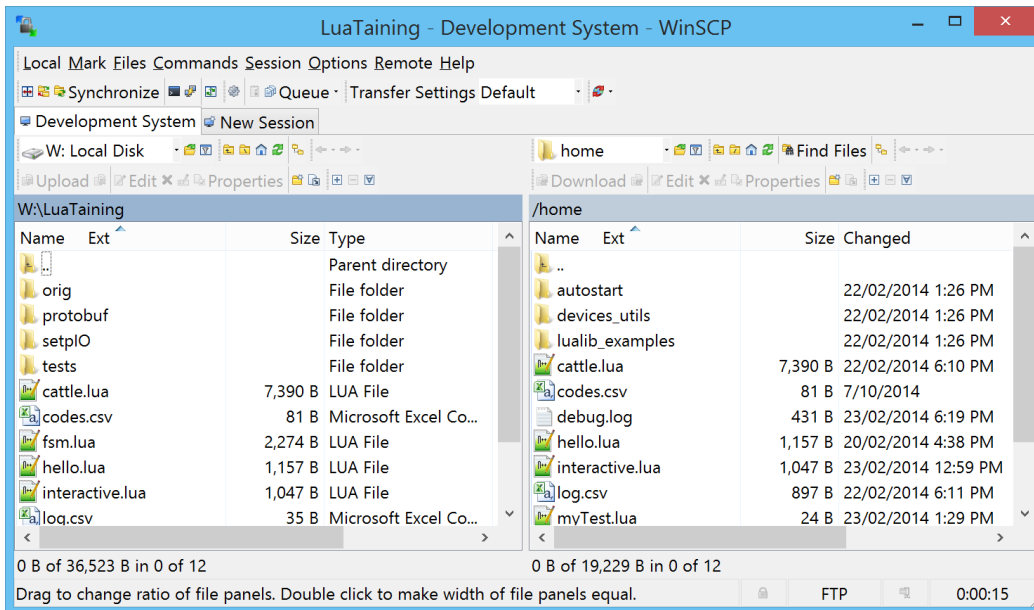 LuaTaining - Development System - WinSCP
Local Mark Files Commands Session Options Remote Help
Synchronize Queue Transfer Settings Default
Development System New Session
W: Local Disk home Find Files
Upload Edit Properties Download Edit Properties
W:\LuaTaining
Name Ext Size Type
.. Parent directory
orig File folder
protobuf File folder
setpIO File folder
tests File folder
cattle.lua 7,390 B LUA File
codes.csv 81 B Microsoft Excel Co...
fsm.lua 2,274 B LUA File
hello.lua 1,157 B LUA File
interactive.lua 1,047 B LUA File
log.csv 35 B Microsoft Excel Co...
0 B of 36,523 B in 0 of 12
/home
Name Ext Size Changed
..
autostart 22/02/2014 1:26 PM
devices_utils 22/02/2014 1:26 PM
lualib_examples 22/02/2014 1:26 PM
cattle.lua 7,390 B 22/02/2014 6:10 PM
codes.csv 81 B 7/10/2014
debug.log 431 B 23/02/2014 6:19 PM
hello.lua 1,157 B 20/02/2014 4:38 PM
interactive.lua 1,047 B 23/02/2014 12:59 PM
log.csv 897 B 22/02/2014 6:11 PM
myTest.lua 24 B 23/02/2014 1:29 PM
0 B of 19,229 B in 0 of 12
Drag to change ratio of file panels. Double click to make width of file panels equal. FTP 0:00:15